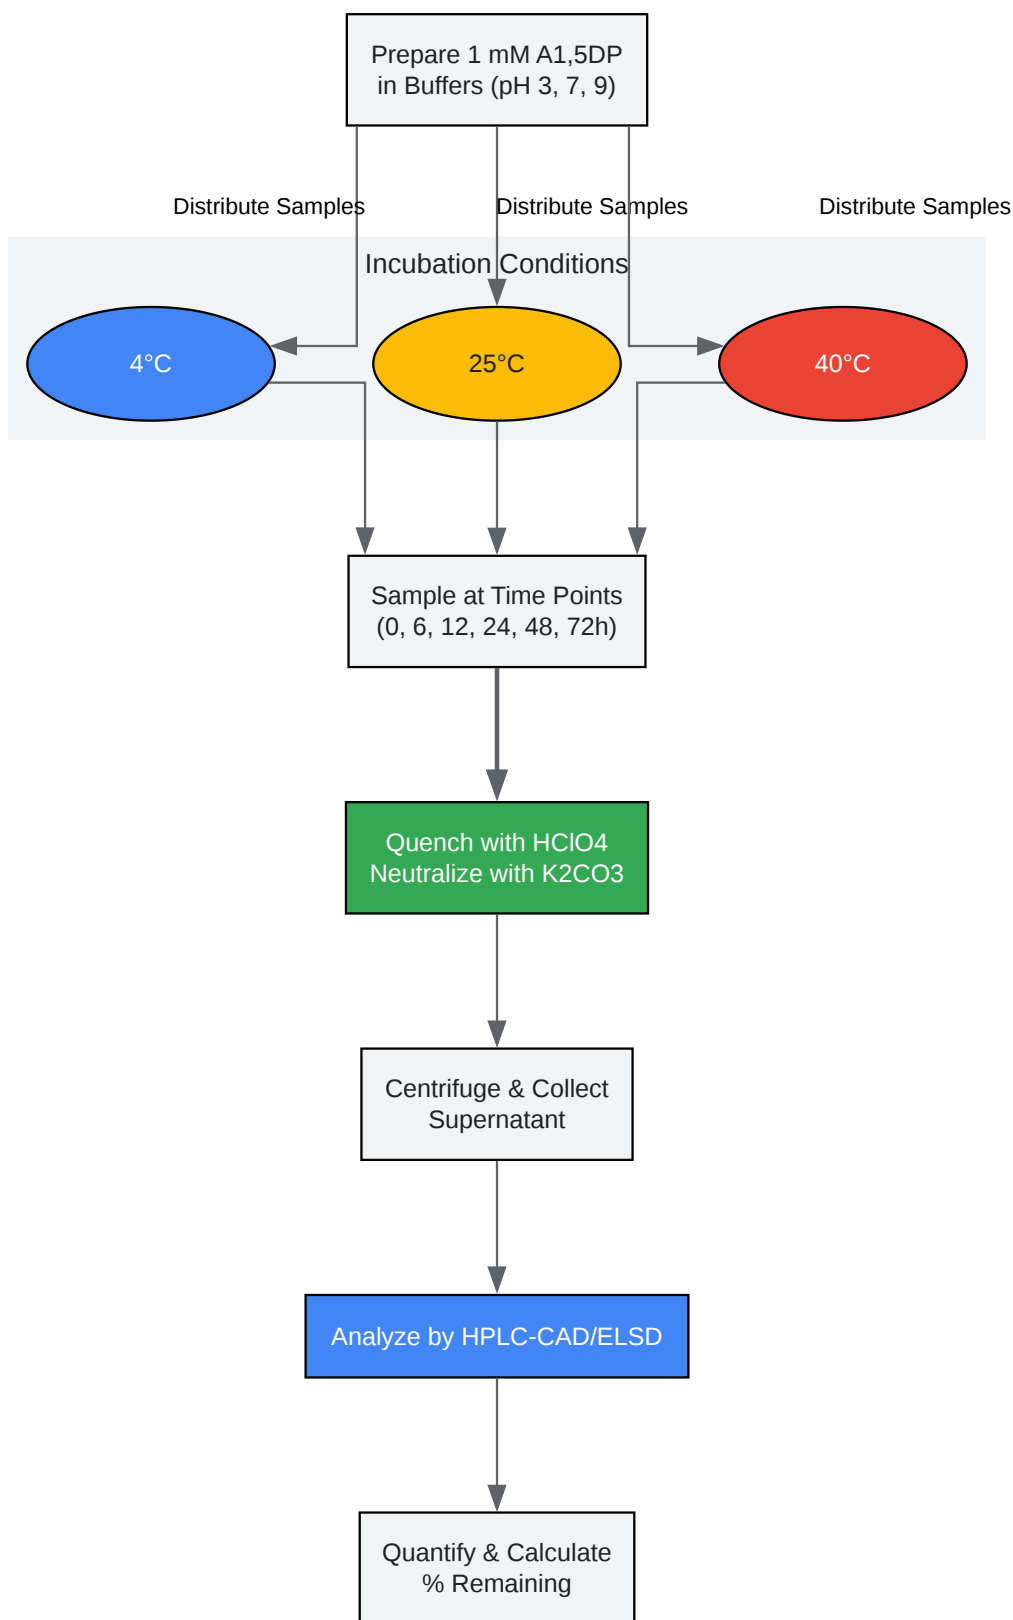 Prepare 1 mM A1,5DP
in Buffers (pH 3, 7, 9)
Distribute Samples
Distribute Samples
Distribute Samples
Incubation Conditions
4°C
25°C
40°C
Sample at Time Points
(0, 6, 12, 24, 48, 72h)
Quench with HClO4
Neutralize with K2CO3
Centrifuge & Collect
Supernatant
Analyze by HPLC-CAD/ELSD
Quantify & Calculate
% Remaining